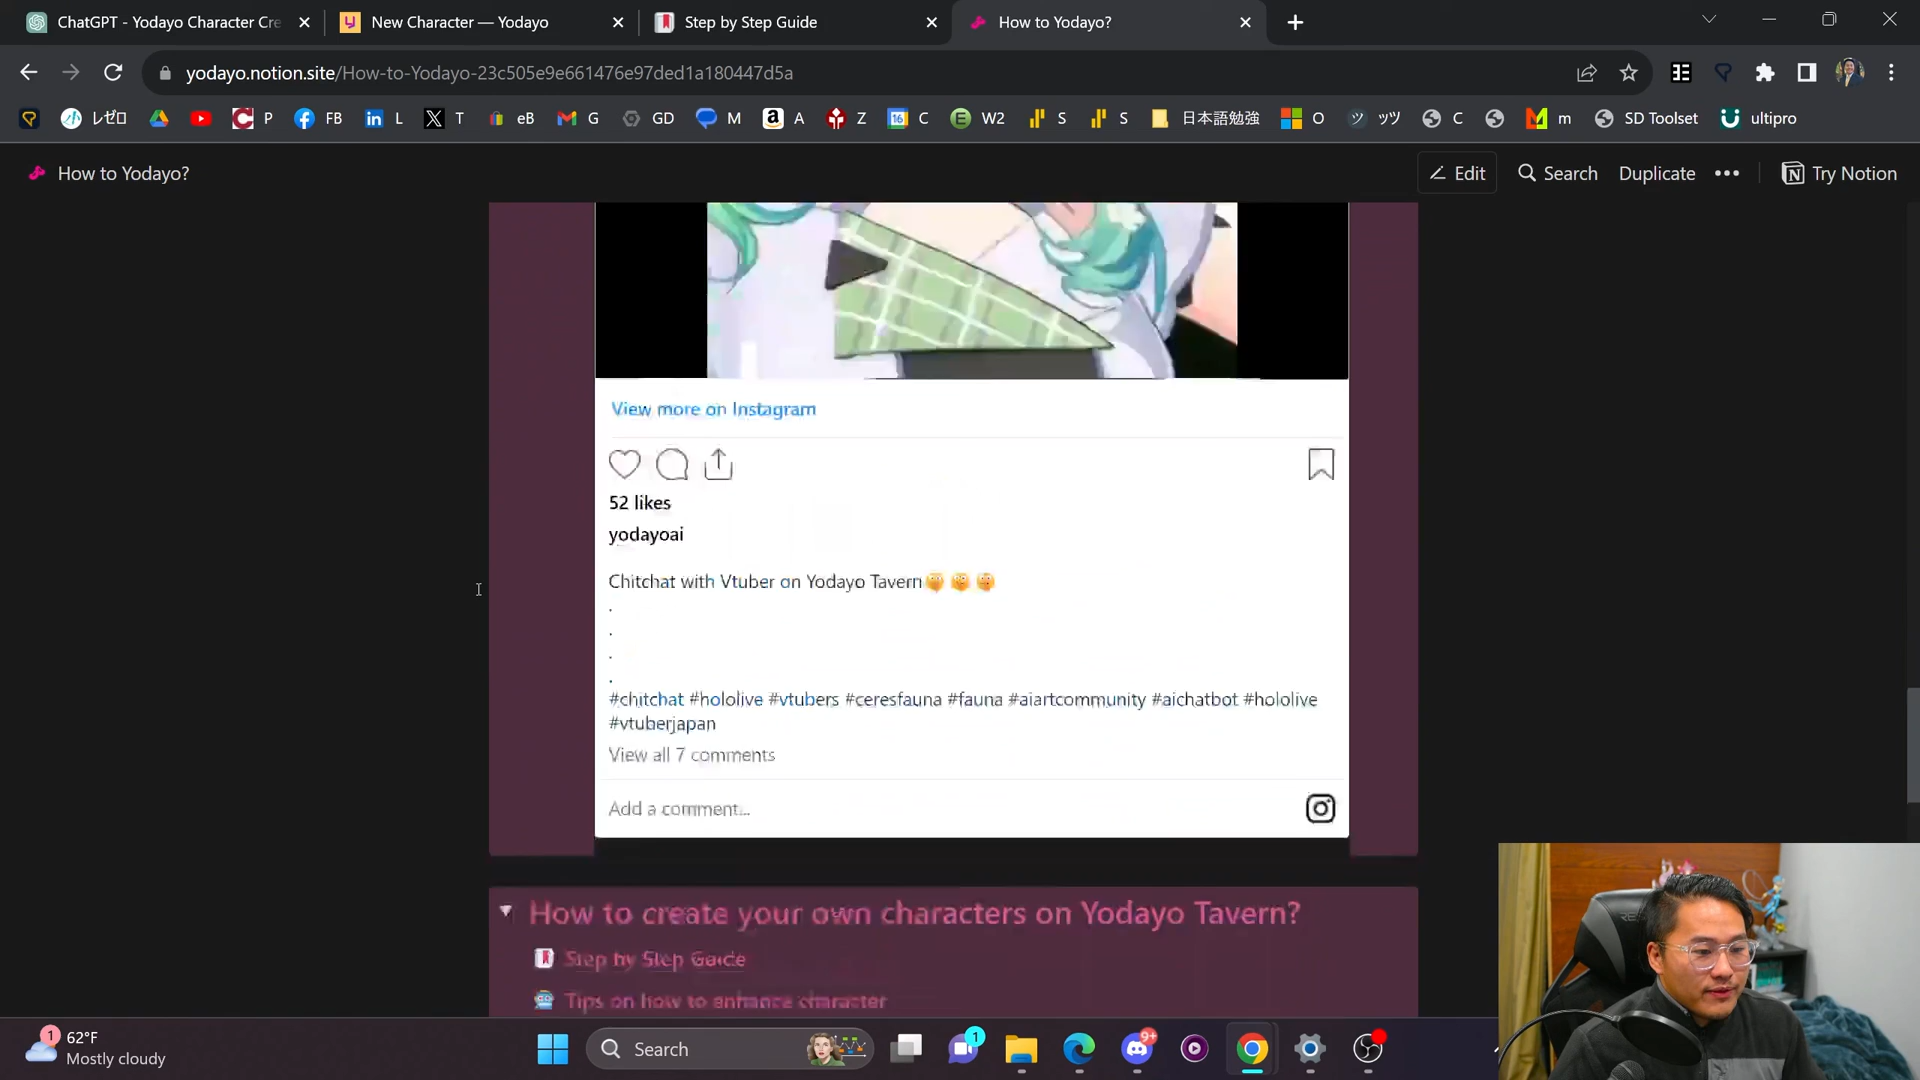 ChatGPT - Yodayo Character Cre
New Character — Yodayo
Step by Step Guide
How to Yodayo?
yodayo.notion.site/How-to-Yodayo-23c505e9e661476e97ded1a180447d5a
レゼロ
P
FB
L
T
eB
G
GD
M
A
Z
16
C
W2
S
S
日本語勉強
O
ッツ
C
m
SD Toolset
ultipro
How to Yodayo?
Edit
Search
Duplicate
Try Notion
View more on Instagram
52 likes
yodayoai
Chitchat with Vtuber on Yodayo Tavern
.
.
.
.
#chitchat #hololive #vtubers #ceresfauna #fauna #aiartcommunity #aichatbot #hololive
#vtuberjapan
View all 7 comments
Add a comment...
How to create your own characters on Yodayo Tavern?
Step by Step Guide
Tips on how to enhance character
1
62°F
Mostly cloudy
Search
1
9+